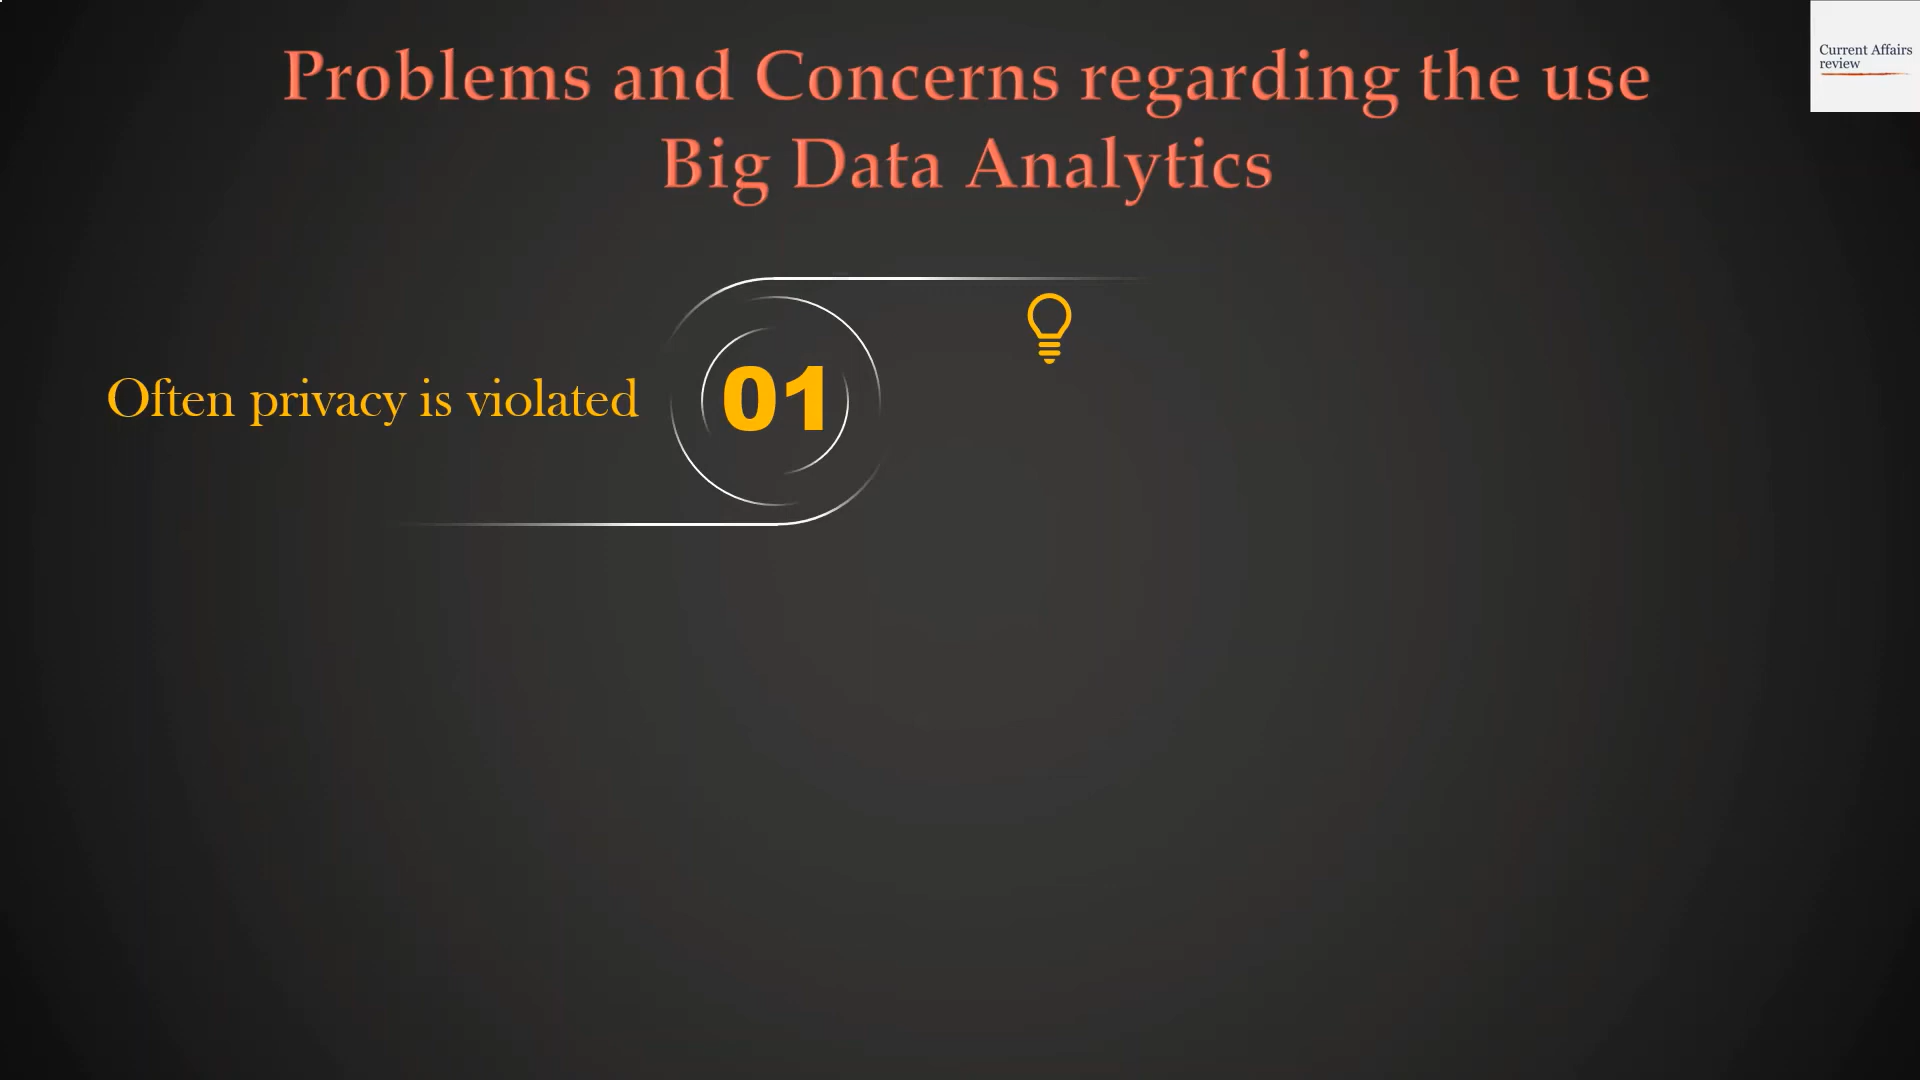 Problems and Concerns regarding the use
Big Data Analytics
Current Affairs
review
Often privacy is violated
01